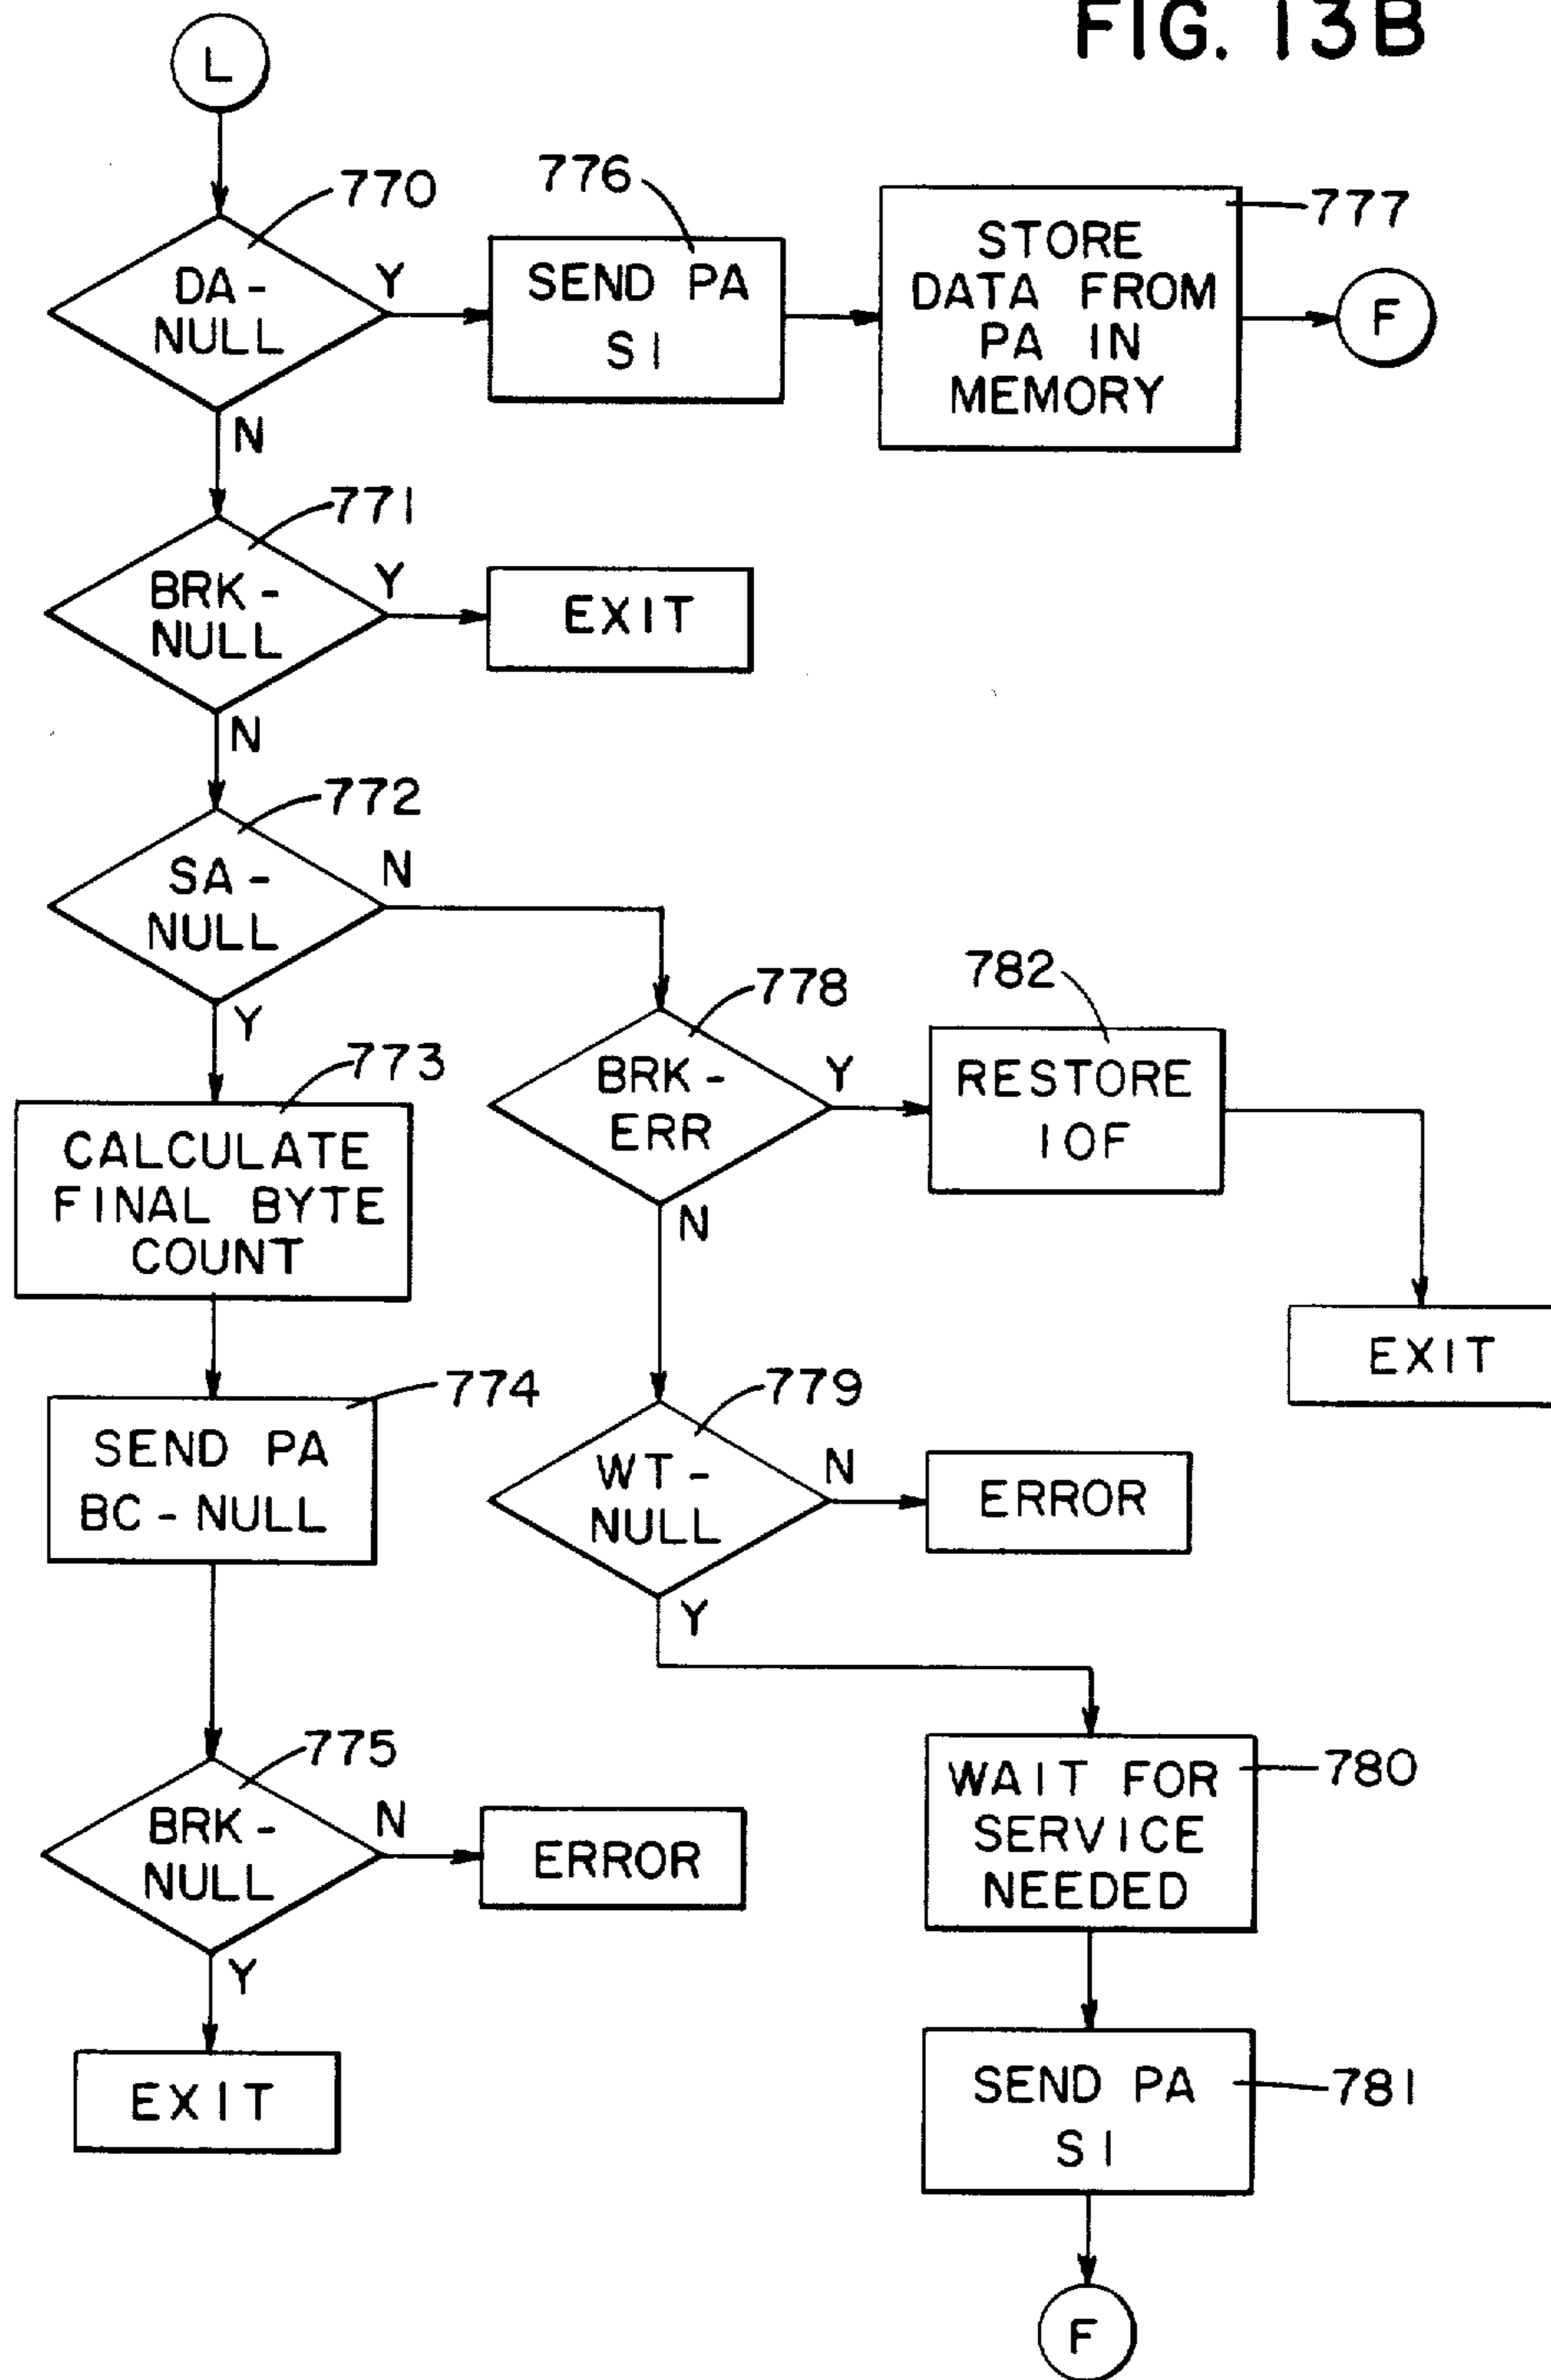 FIG. 13B
L
770
776
777
DA-
NULL
Y
SEND PA
SI
STORE
DATA FROM
PA IN
MEMORY
F
N
771
BRK-
NULL
Y
EXIT
N
772
SA-
NULL
N
Y
778
782
BRK-
ERR
Y
RESTORE
IOF
773
CALCULATE
FINAL BYTE
COUNT
N
EXIT
774
SEND PA
BC-NULL
779
WT-
NULL
N
ERROR
Y
775
BRK-
NULL
N
ERROR
780
WAIT FOR
SERVICE
NEEDED
Y
EXIT
SEND PA
SI
781
F